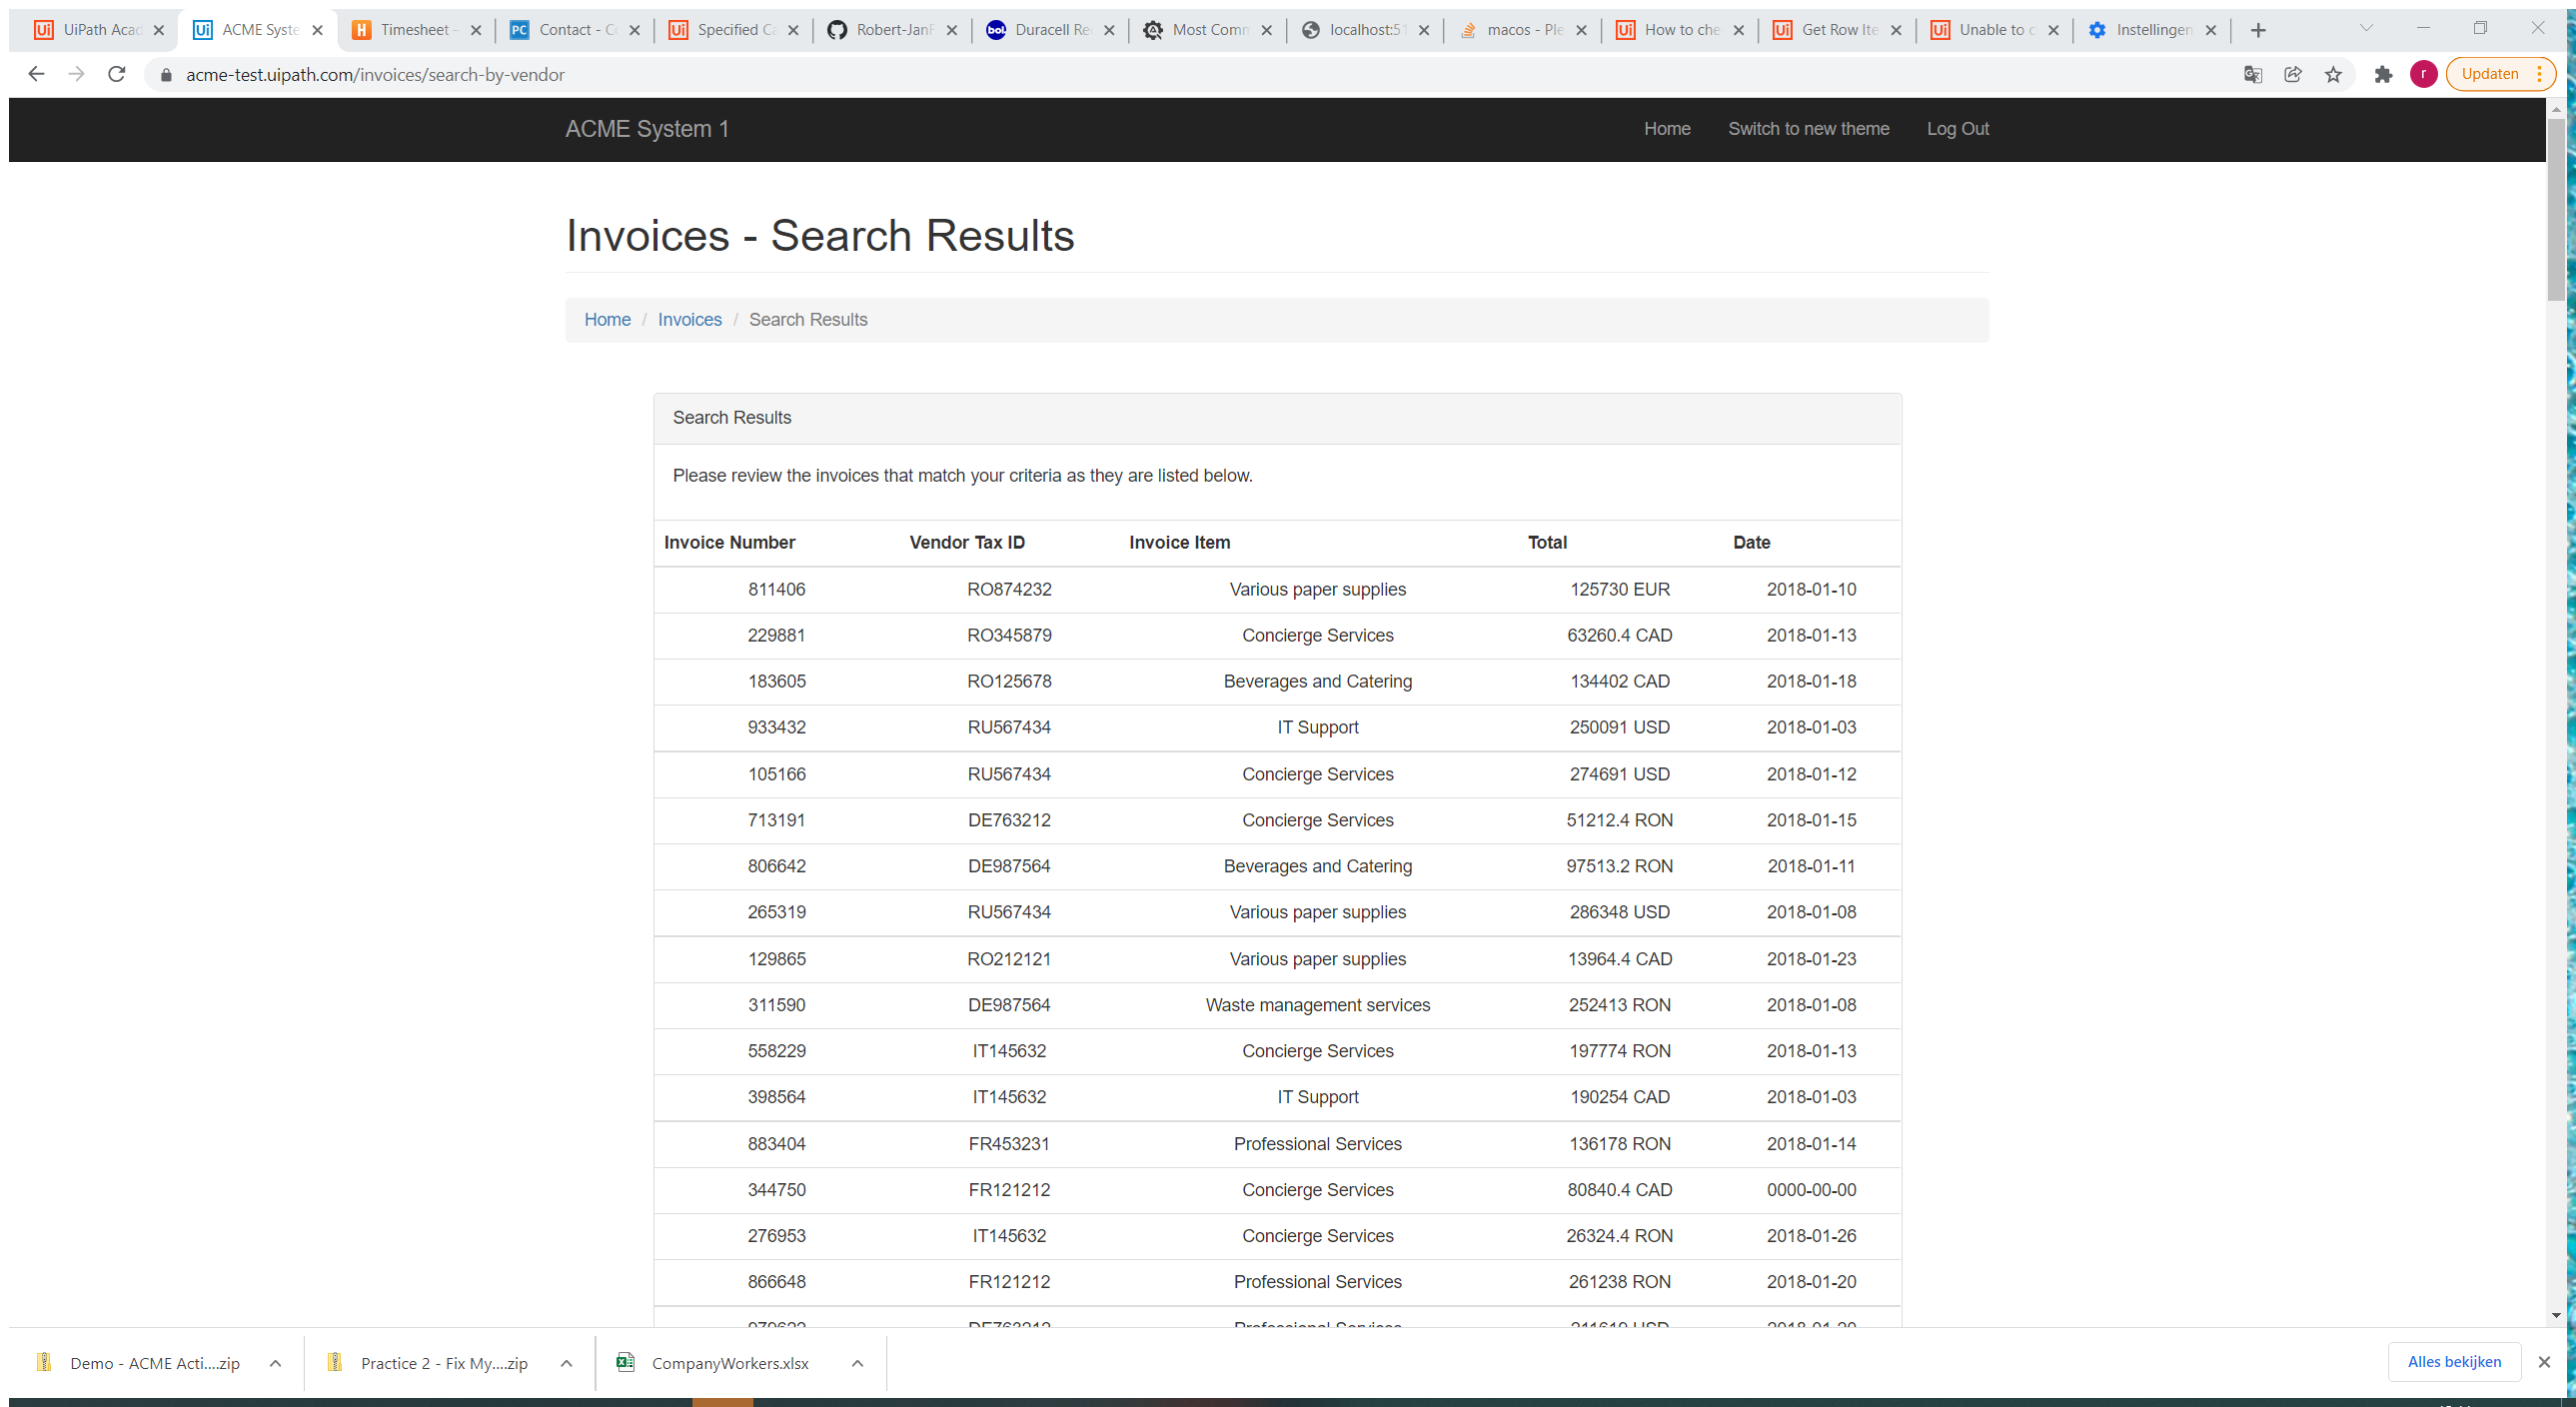 UiPath Acad ACME Syste Timesheet - Contact - Specified Ca Robert-Jan Duracell Re Most Comm localhost:51 macos - Ple How to che Get Row Ite Unable to Instellingen
acme-test.uipath.com/invoices/search-by-vendor r Updaten
ACME System 1 Home Switch to new theme Log Out
Invoices - Search Results
Home / Invoices / Search Results
Search Results
Please review the invoices that match your criteria as they are listed below.
Invoice Number Vendor Tax ID Invoice Item Total Date
811406 RO874232 Various paper supplies 125730 EUR 2018-01-10
229881 RO345879 Concierge Services 63260.4 CAD 2018-01-13
183605 RO125678 Beverages and Catering 134402 CAD 2018-01-18
933432 RU567434 IT Support 250091 USD 2018-01-03
105166 RU567434 Concierge Services 274691 USD 2018-01-12
713191 DE763212 Concierge Services 51212.4 RON 2018-01-15
806642 DE987564 Beverages and Catering 97513.2 RON 2018-01-11
265319 RU567434 Various paper supplies 286348 USD 2018-01-08
129865 RO212121 Various paper supplies 13964.4 CAD 2018-01-23
311590 DE987564 Waste management services 252413 RON 2018-01-08
558229 IT145632 Concierge Services 197774 RON 2018-01-13
398564 IT145632 IT Support 190254 CAD 2018-01-03
883404 FR453231 Professional Services 136178 RON 2018-01-14
344750 FR121212 Concierge Services 80840.4 CAD 0000-00-00
276953 IT145632 Concierge Services 26324.4 RON 2018-01-26
866648 FR121212 Professional Services 261238 RON 2018-01-20
Professional Services
Demo - ACME Acti....zip Practice 2 - Fix My....zip CompanyWorkers.xlsx Alles bekijken